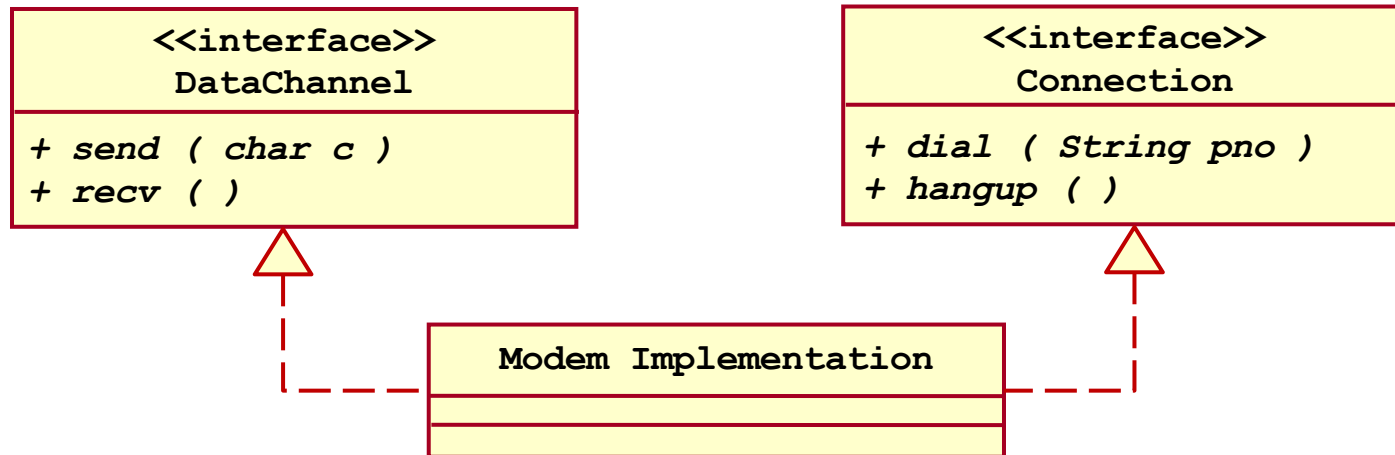 <<interface>>
DataChannel
+ send ( char c )
+ recv ( )
<<interface>>
Connection
+ dial ( String pno )
+ hangup ( )
Modem Implementation